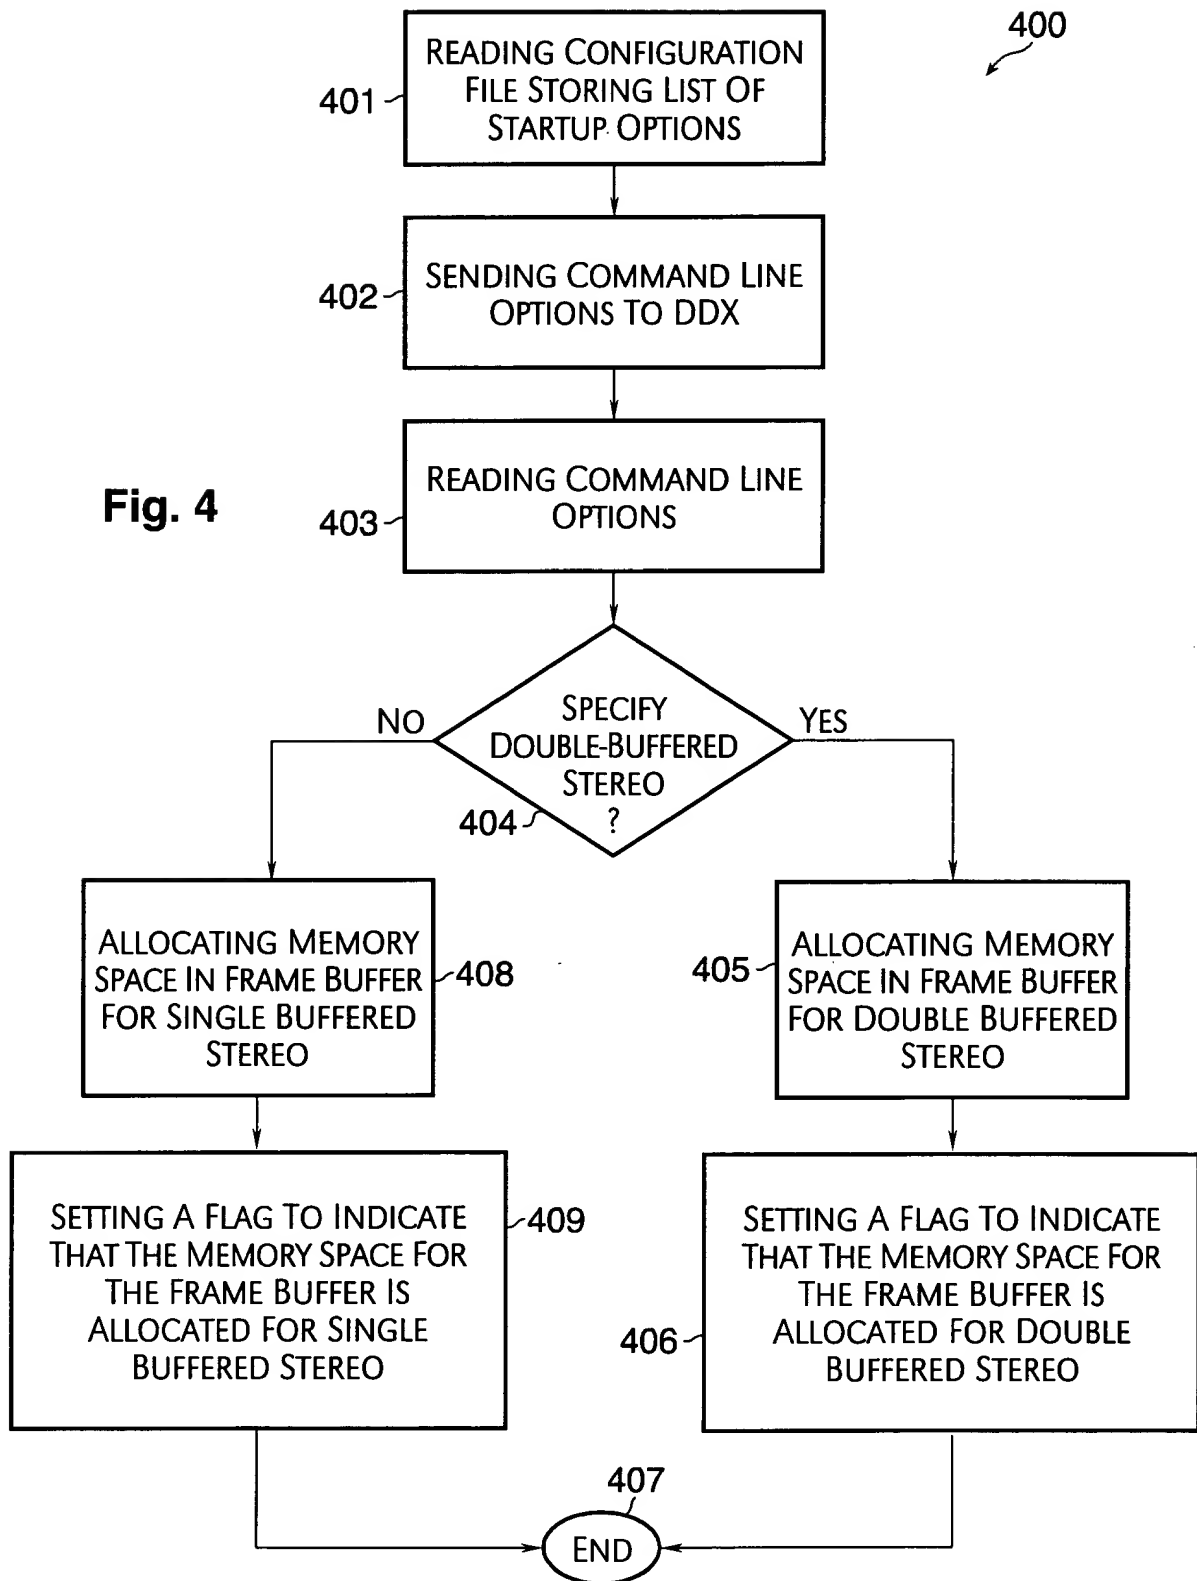 400
READING CONFIGURATION
FILE STORING LIST OF
STARTUP OPTIONS
401
SENDING COMMAND LINE
OPTIONS TO DDX
402
READING COMMAND LINE
OPTIONS
403
Fig. 4
SPECIFY
DOUBLE-BUFFERED
STEREO
?
404
NO
YES
ALLOCATING MEMORY
SPACE IN FRAME BUFFER
FOR SINGLE BUFFERED
STEREO
408
405
ALLOCATING MEMORY
SPACE IN FRAME BUFFER
FOR DOUBLE BUFFERED
STEREO
SETTING A FLAG TO INDICATE
THAT THE MEMORY SPACE FOR
THE FRAME BUFFER IS
ALLOCATED FOR SINGLE
BUFFERED STEREO
409
406
SETTING A FLAG TO INDICATE
THAT THE MEMORY SPACE FOR
THE FRAME BUFFER IS
ALLOCATED FOR DOUBLE
BUFFERED STEREO
407
END